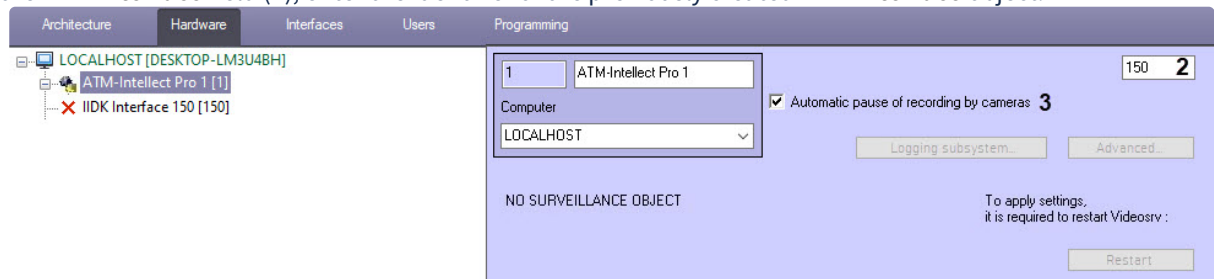 Architecture Hardware Interfaces Users Programming
LOCALHOST [DESKTOP-LM3U4BH]
ATM-Intellect Pro 1 [1]
IIDK Interface 150 [150]
1 ATM-Intellect Pro 1
150 2
Computer
Automatic pause of recording by cameras 3
LOCALHOST
Logging subsystem... Advanced...
NO SURVEILLANCE OBJECT
To apply settings,
it is required to restart Videosrv :
Restart